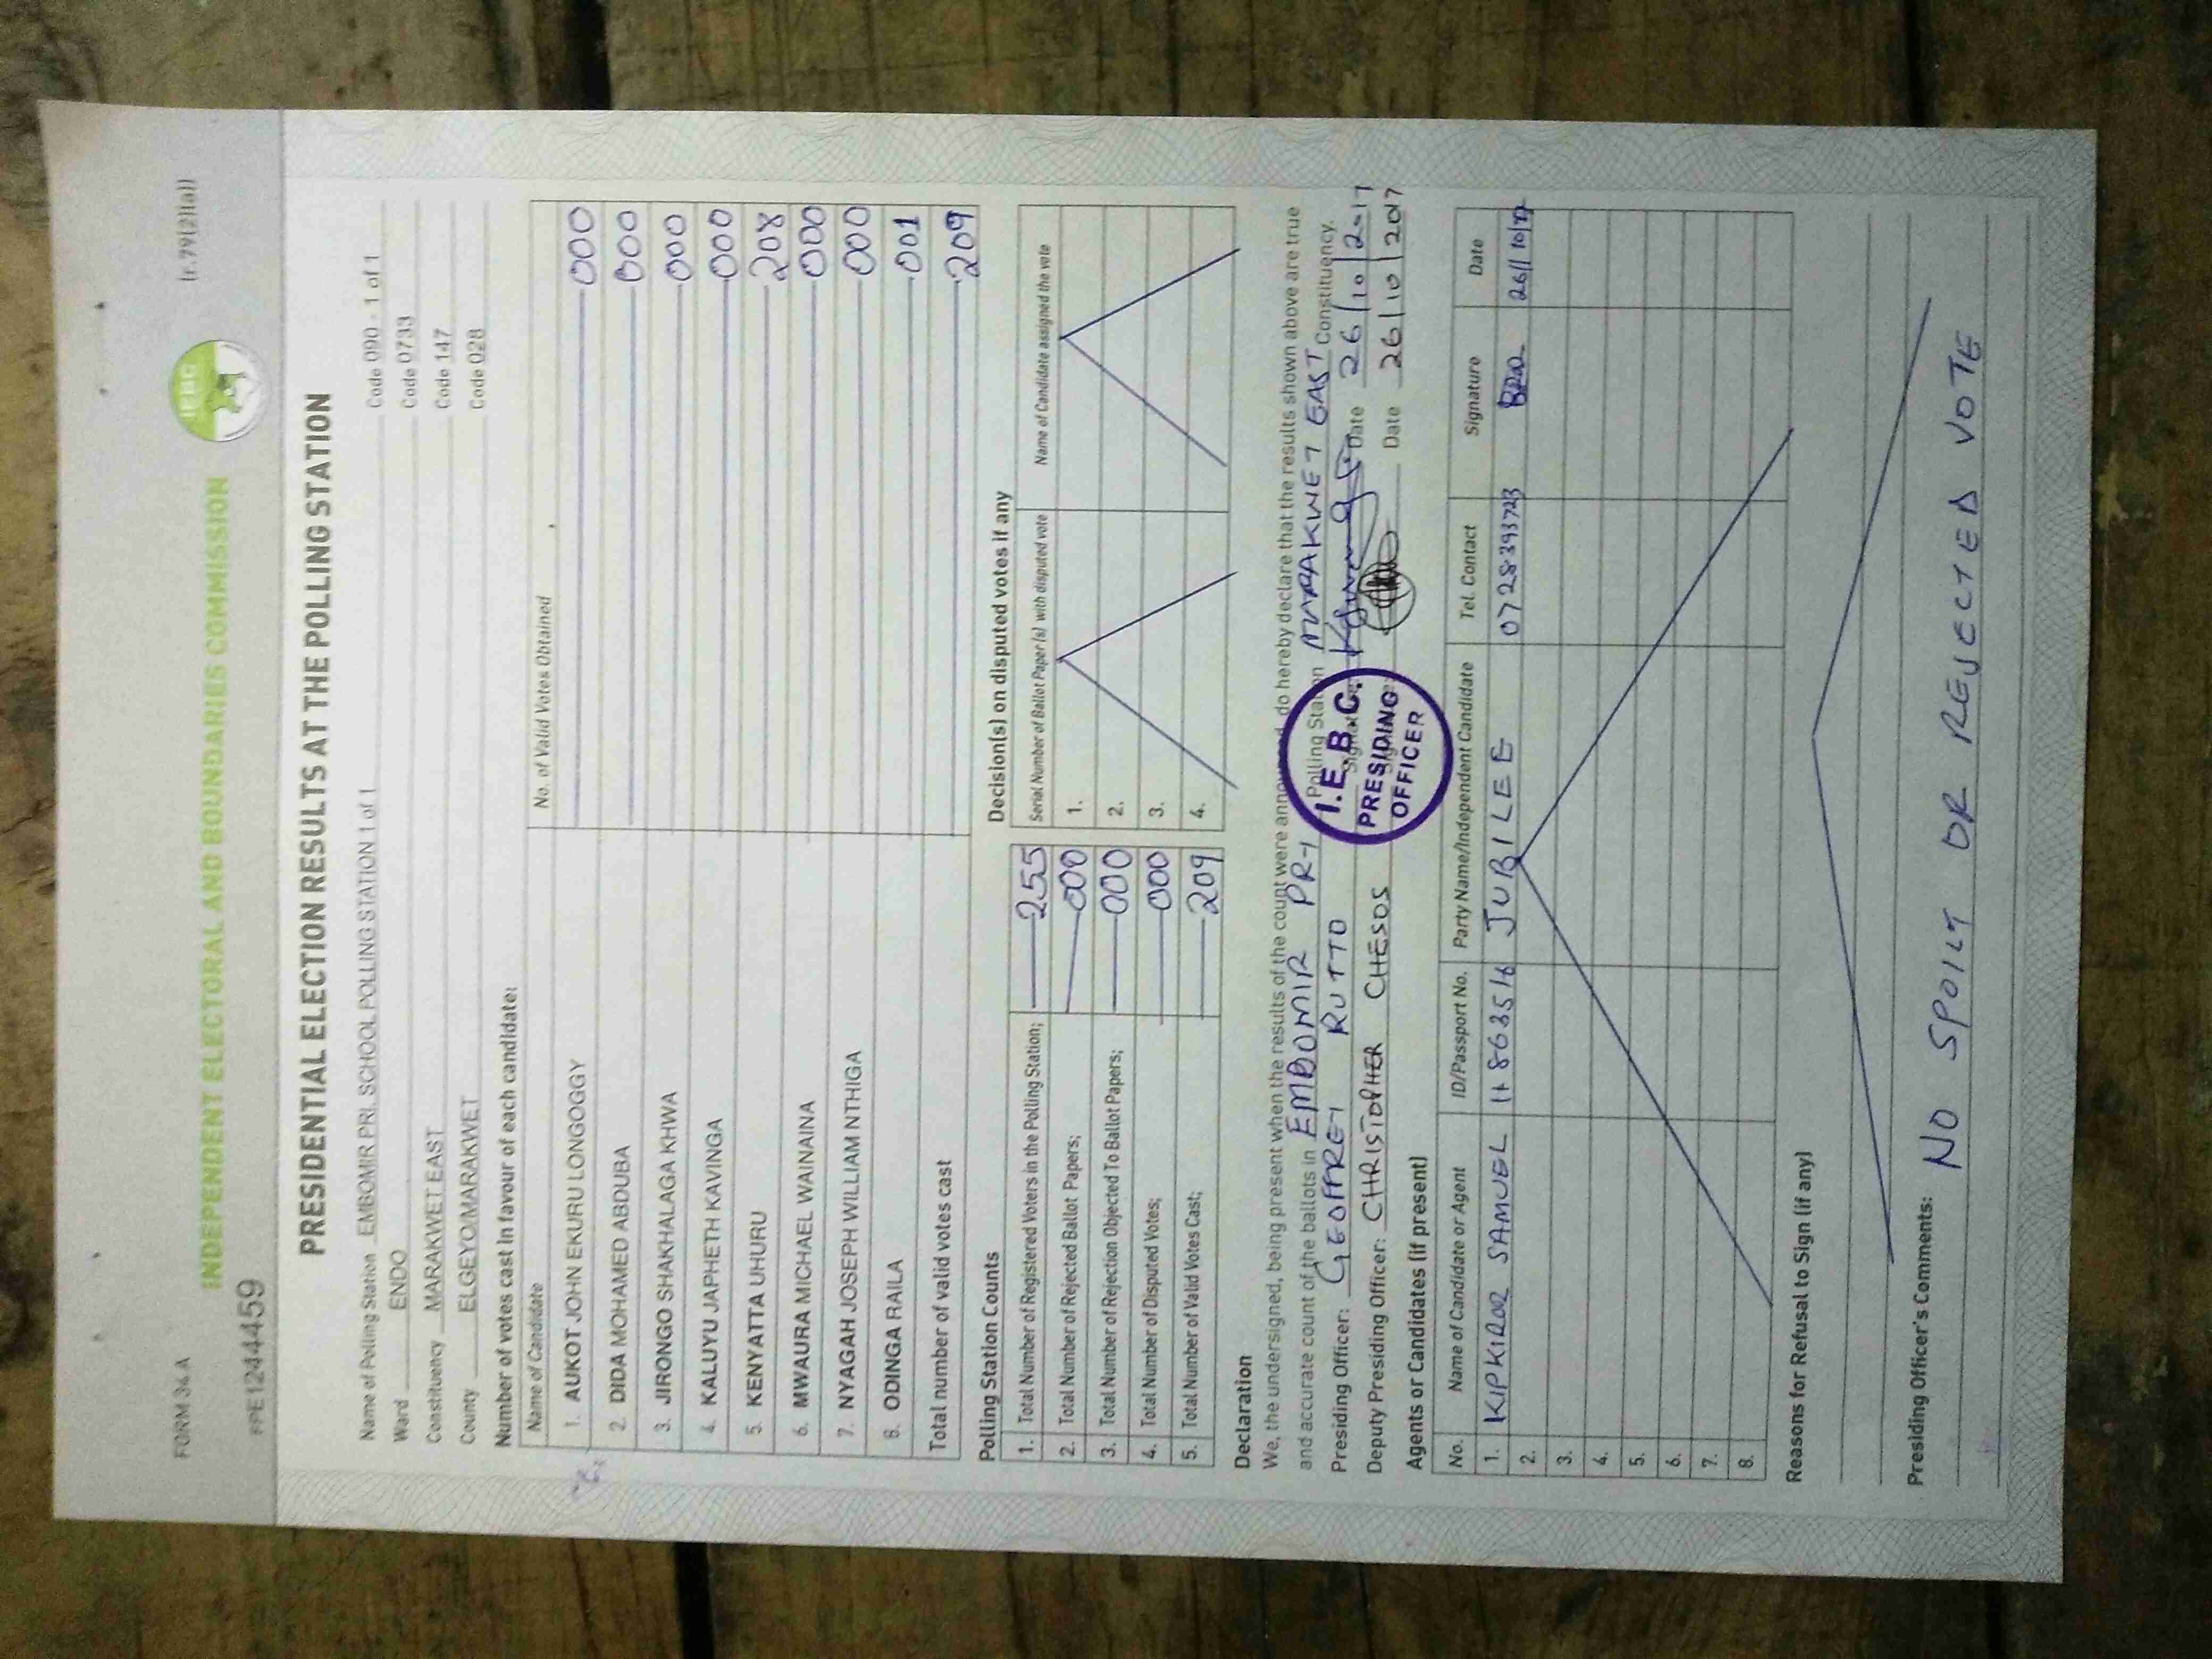 FORM 34A
(r.79(2)(a))
INDEPENDENT ELECTORAL AND BOUNDARIES COMMISSION
IEBC
PRESIDENTIAL ELECTION RESULTS AT THE POLLING STATION
Name of Polling Station EMBOMIR PRI. SCHOOL POLLING STATION 1 of 1 Code 090 - 1 of 1
Ward ENDO Code 0733
Constituency MARAKWET EAST Code 147
County ELGEYO/MARAKWET Code 028
Number of votes cast in favour of each candidate:
Name of Candidate No. of Valid Votes Obtained
1. AUKOT JOHN EKURU LONGOGGY 000
2. DIDA MOHAMED ABDUBA 000
3. JIRONGO SHAKHALAGA KHWA 000
4. KALUYU JAPHETH KAVINGA 000
5. KENYATTA UHURU 208
6. MWAURA MICHAEL WAINAINA 000
7. NYAGAH JOSEPH WILLIAM NTHIGA 000
8. ODINGA RAILA 001
Total number of valid votes cast 209
Polling Station Counts
1. Total Number of Registered Voters in the Polling Station; 255
2. Total Number of Rejected Ballot Papers; 000
3. Total Number of Rejection Objected To Ballot Papers; 000
4. Total Number of Disputed Votes; 000
5. Total Number of Valid Votes Cast; 209
Decision(s) on disputed votes if any
Serial Number of Ballot Paper(s) with disputed vote Name of Candidate assigned the vote
1.
2.
3.
4.
Declaration
We, the undersigned, being present when the results of the count were announced, do hereby declare that the results shown above are true
and accurate count of the ballots in EMBOMIR PRI Polling Station MARAKWET EAST Constituency.
Presiding Officer: GEOFFREY RUTTO Date 26/10/2017
Deputy Presiding Officer: CHRISTOPHER CHESOS Date 26/10/2017
I.E.B.C.
PRESIDING
OFFICER
Agents or Candidates (if present)
No. Name of Candidate or Agent ID/Passport No. Party Name/Independent Candidate Tel. Contact Signature Date
1. KIPKIROR SAMUEL JUBILEE 26/10/17
2.
3.
4.
5.
6.
7.
8.
Reasons for Refusal to Sign (if any)
Presiding Officer's Comments:
NO SPOILT OR REJECTED VOTE